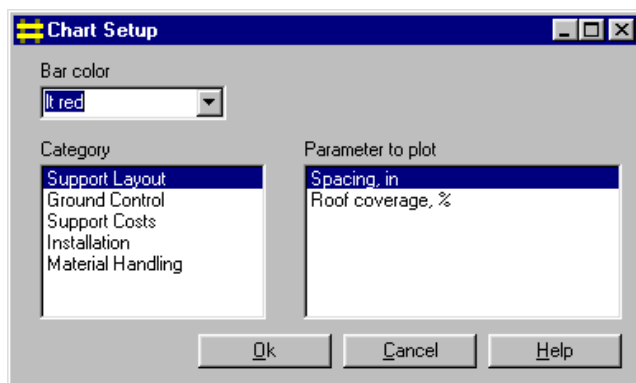 Chart Setup
Bar color
lt red
Category
Support Layout
Ground Control
Support Costs
Installation
Material Handling
Parameter to plot
Spacing, in
Roof coverage, %
Ok
Cancel
Help